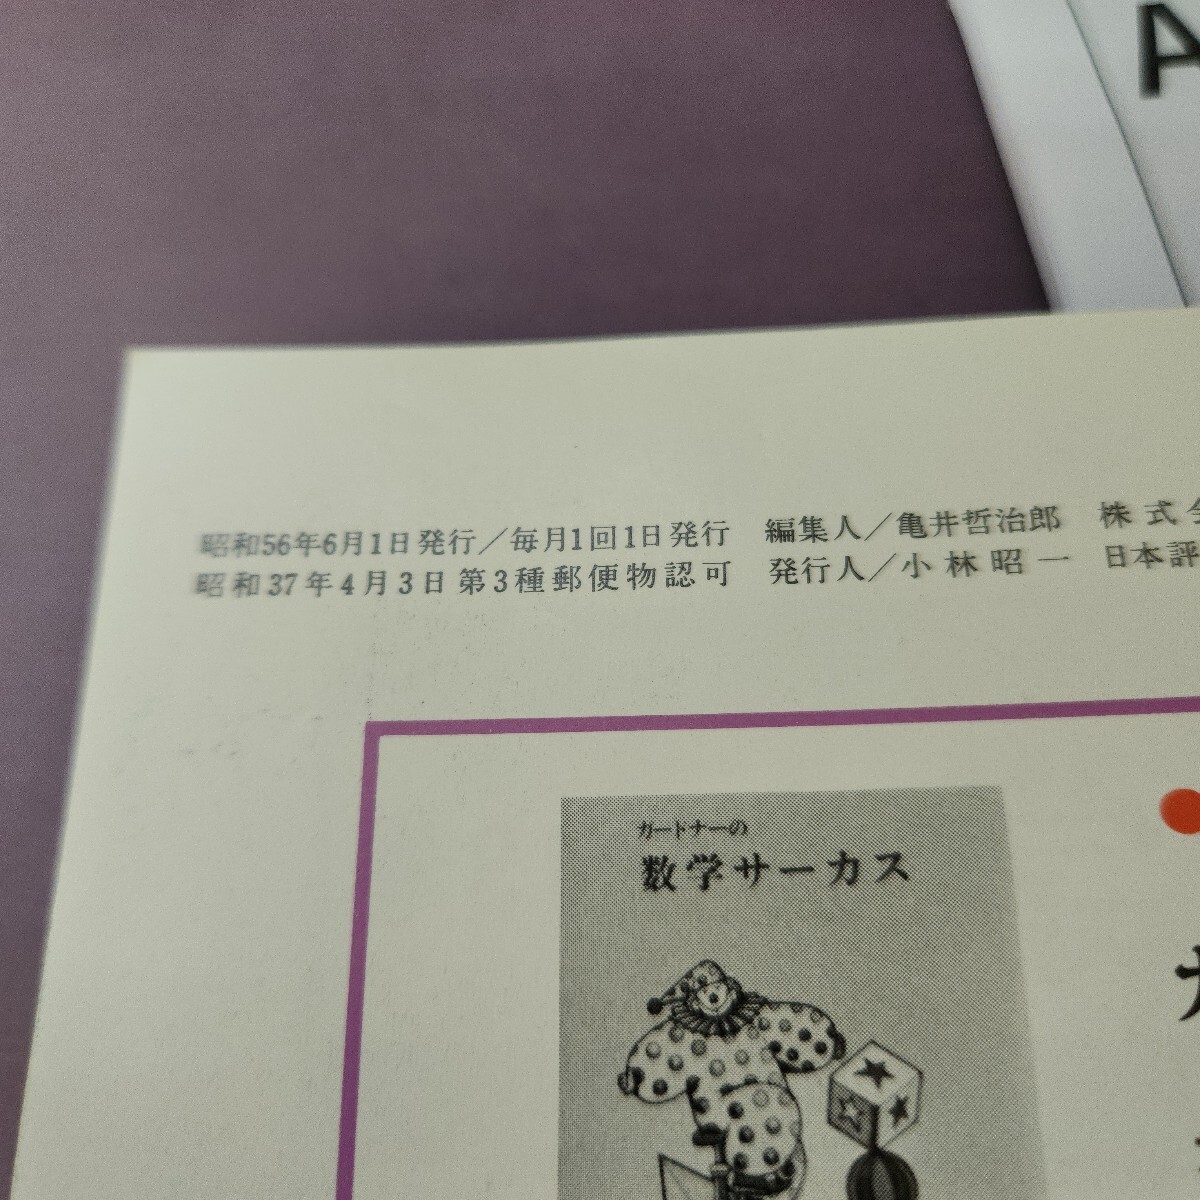 A
昭和56年6月1日発行／毎月1回1日発行 編集人／亀井哲治郎 株式
昭和37年4月3日第3種郵便物認可 発行人／小林昭一 日本評
ガードナーの
数学サーカス